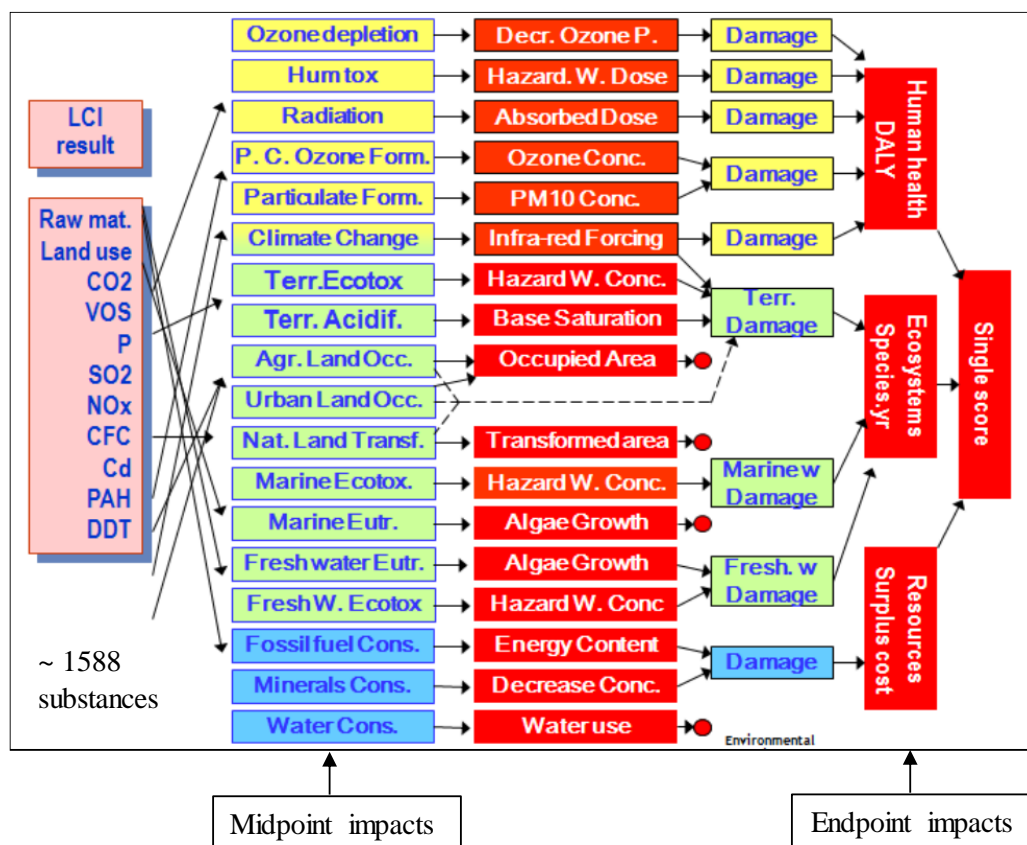 LCI
result
Raw mat.
Land use
CO2
VOS
P
SO2
NOx
CFC
Cd
PAH
DDT
~ 1588
substances
Ozone depletion
Hum tox
Radiation
P. C. Ozone Form.
Particulate Form.
Climate Change
Terr.Ecotox
Terr. Acidif.
Agr. Land Occ.
Urban Land Occ.
Nat. Land Transf.
Marine Ecotox.
Marine Eutr.
Freshwater Eutr.
Fresh W. Ecotox
Fossil fuel Cons.
Minerals Cons.
Water Cons.
Decr. Ozone P.
Hazard. W. Dose
Absorbed Dose
Ozone Conc.
PM10 Conc.
Infra-red Forcing
Hazard W. Conc.
Base Saturation
Occupied Area
Transformed area
Hazard W. Conc.
Algae Growth
Algae Growth
Hazard W. Conc
Energy Content
Decrease Conc.
Water use
Damage
Damage
Damage
Damage
Damage
Terr.
Damage
Marine w
Damage
Fresh. w
Damage
Damage
Environmental
Human health
DALY
Ecosystems
Species.yr
Resources
Surplus cost
Single score
Midpoint impacts
Endpoint impacts